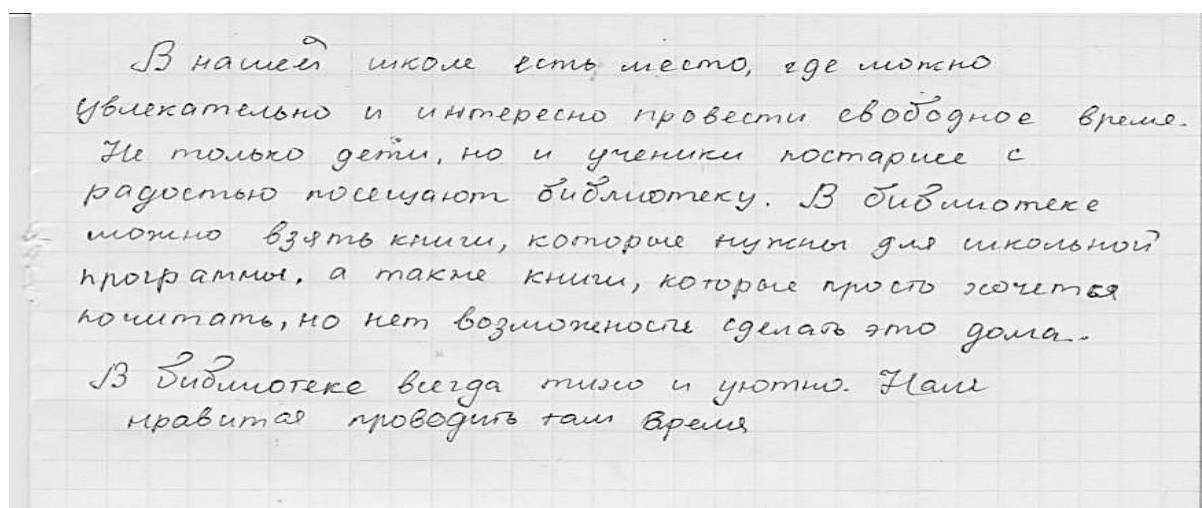 В нашей школе есть место, где можно
увлекательно и интересно провести свободное время.
Не только дети, но и ученики постарше с
радостью посещают библиотеку. В библиотеке
можно взять книги, которые нужны для школьной
программы, а также книги, которые просто хочется
почитать, но нет возможности сделать это дома.
В библиотеке всегда тихо и уютно. Нам
нравится проводить там время